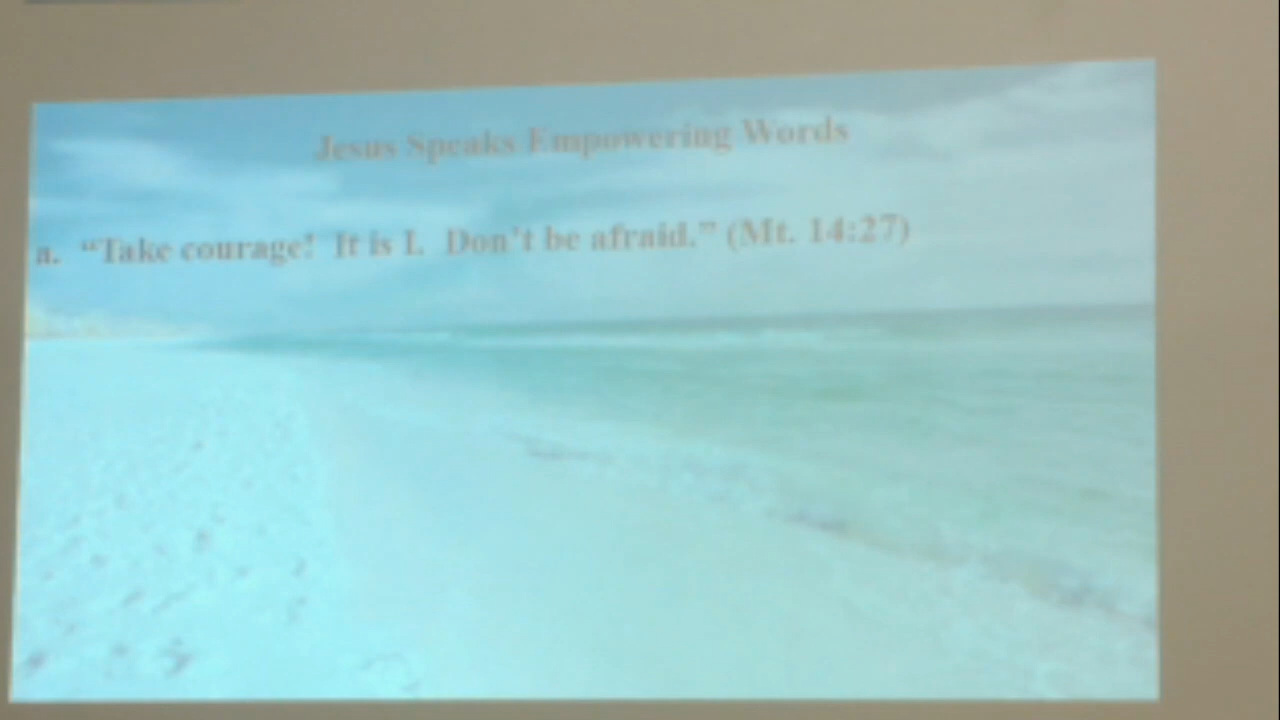 Jesus Speaks Empowering Words
a. “Take courage! It is I. Don’t be afraid.” (Mt. 14:27)